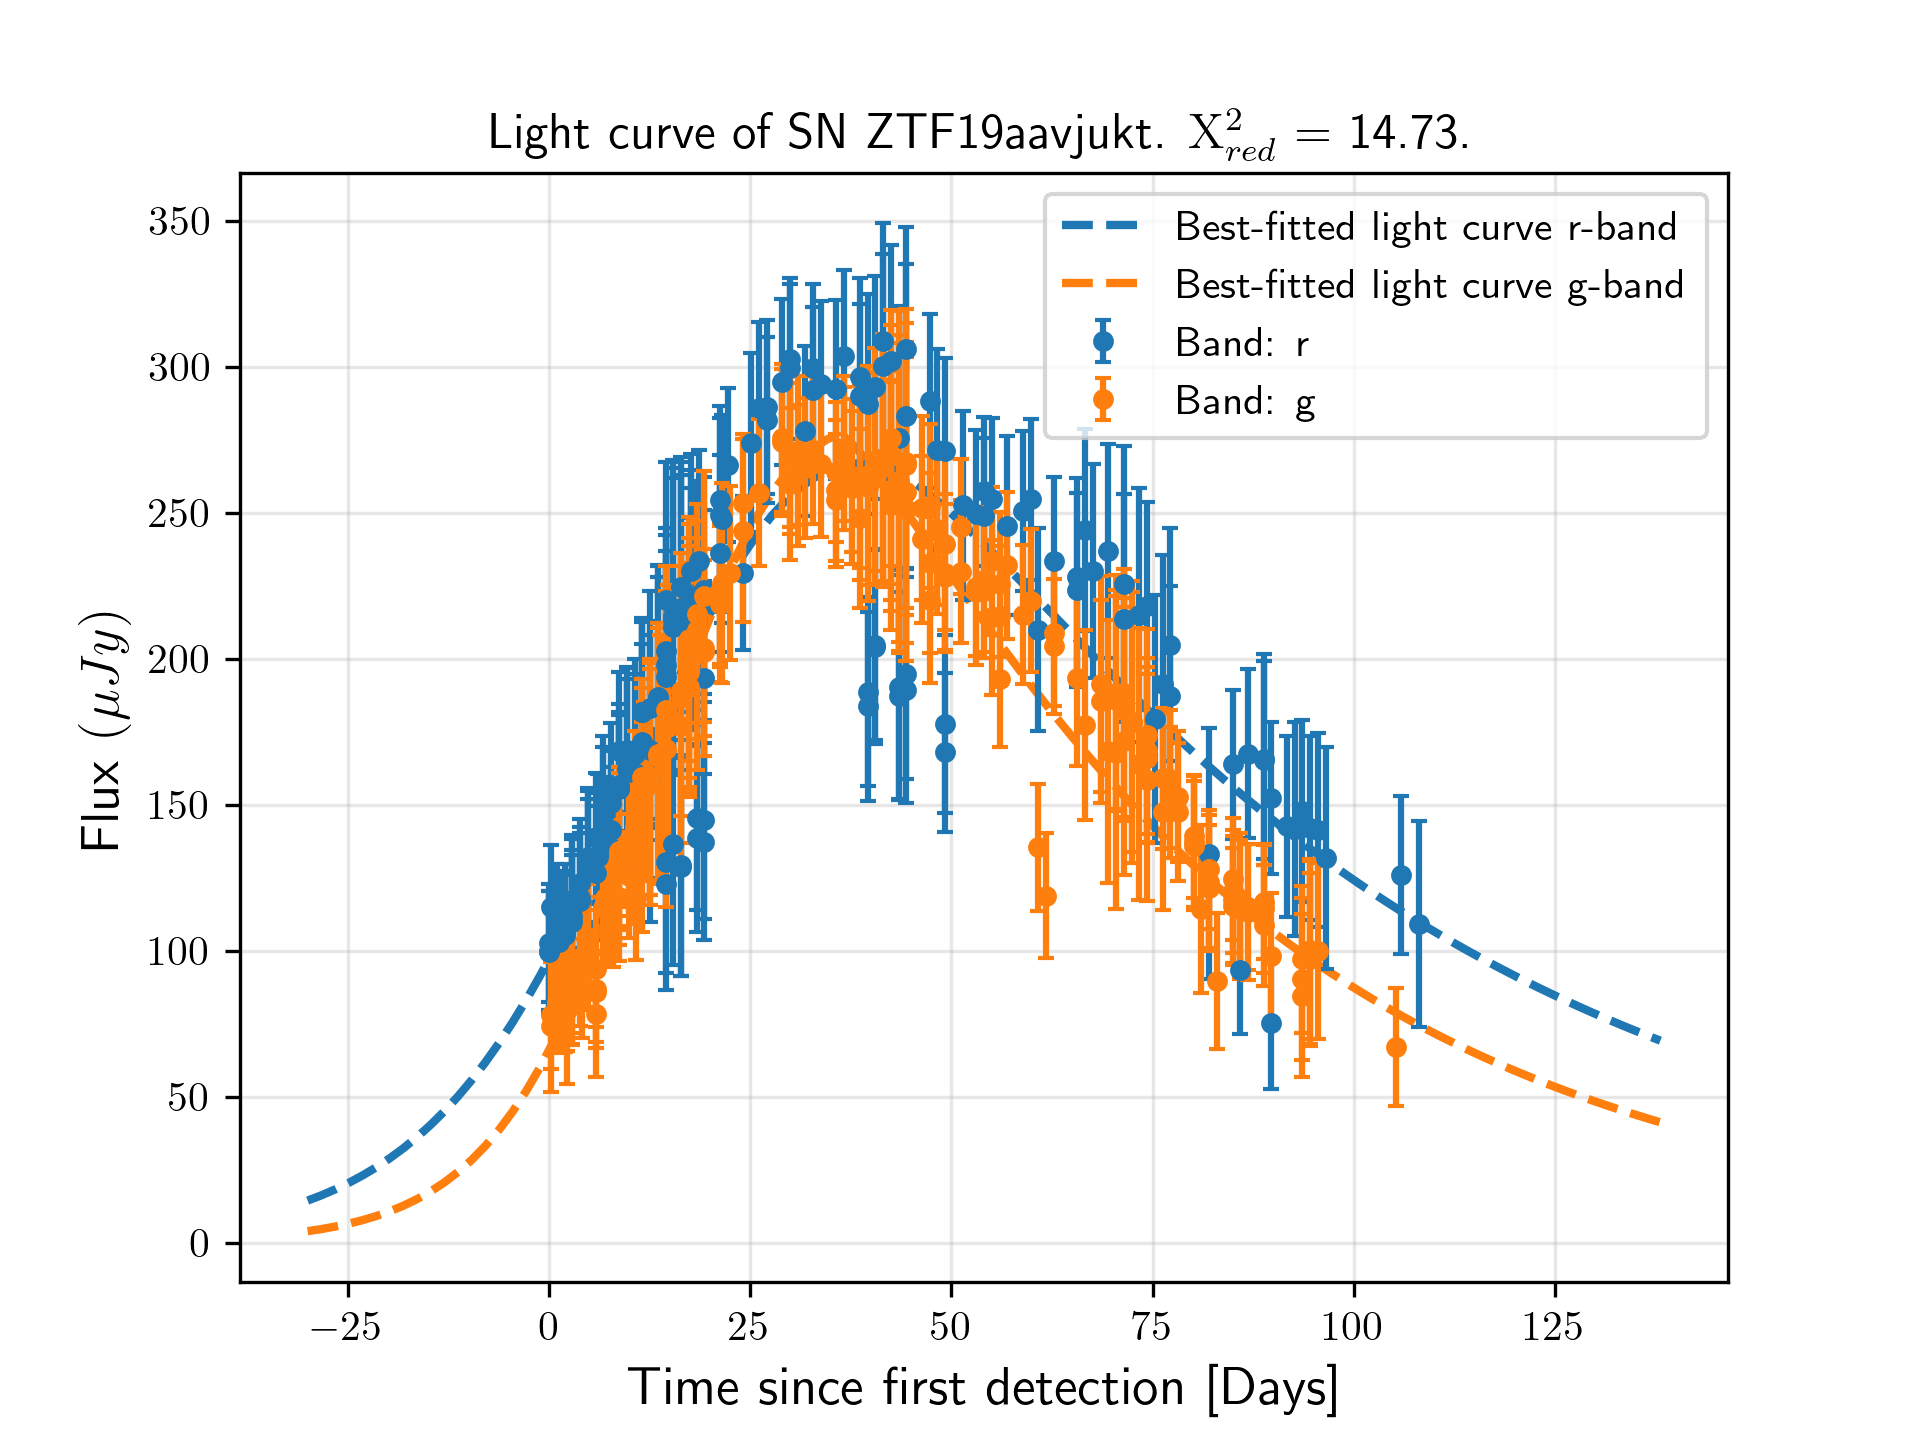 Light curve of SN ZTF19aavjukt. X²_red = 14.73.
Best-fitted light curve r-band
Best-fitted light curve g-band
Band: r
Band: g
Flux (μJy)
350
300
250
200
150
100
50
0
−25 0 25 50 75 100 125
Time since first detection [Days]